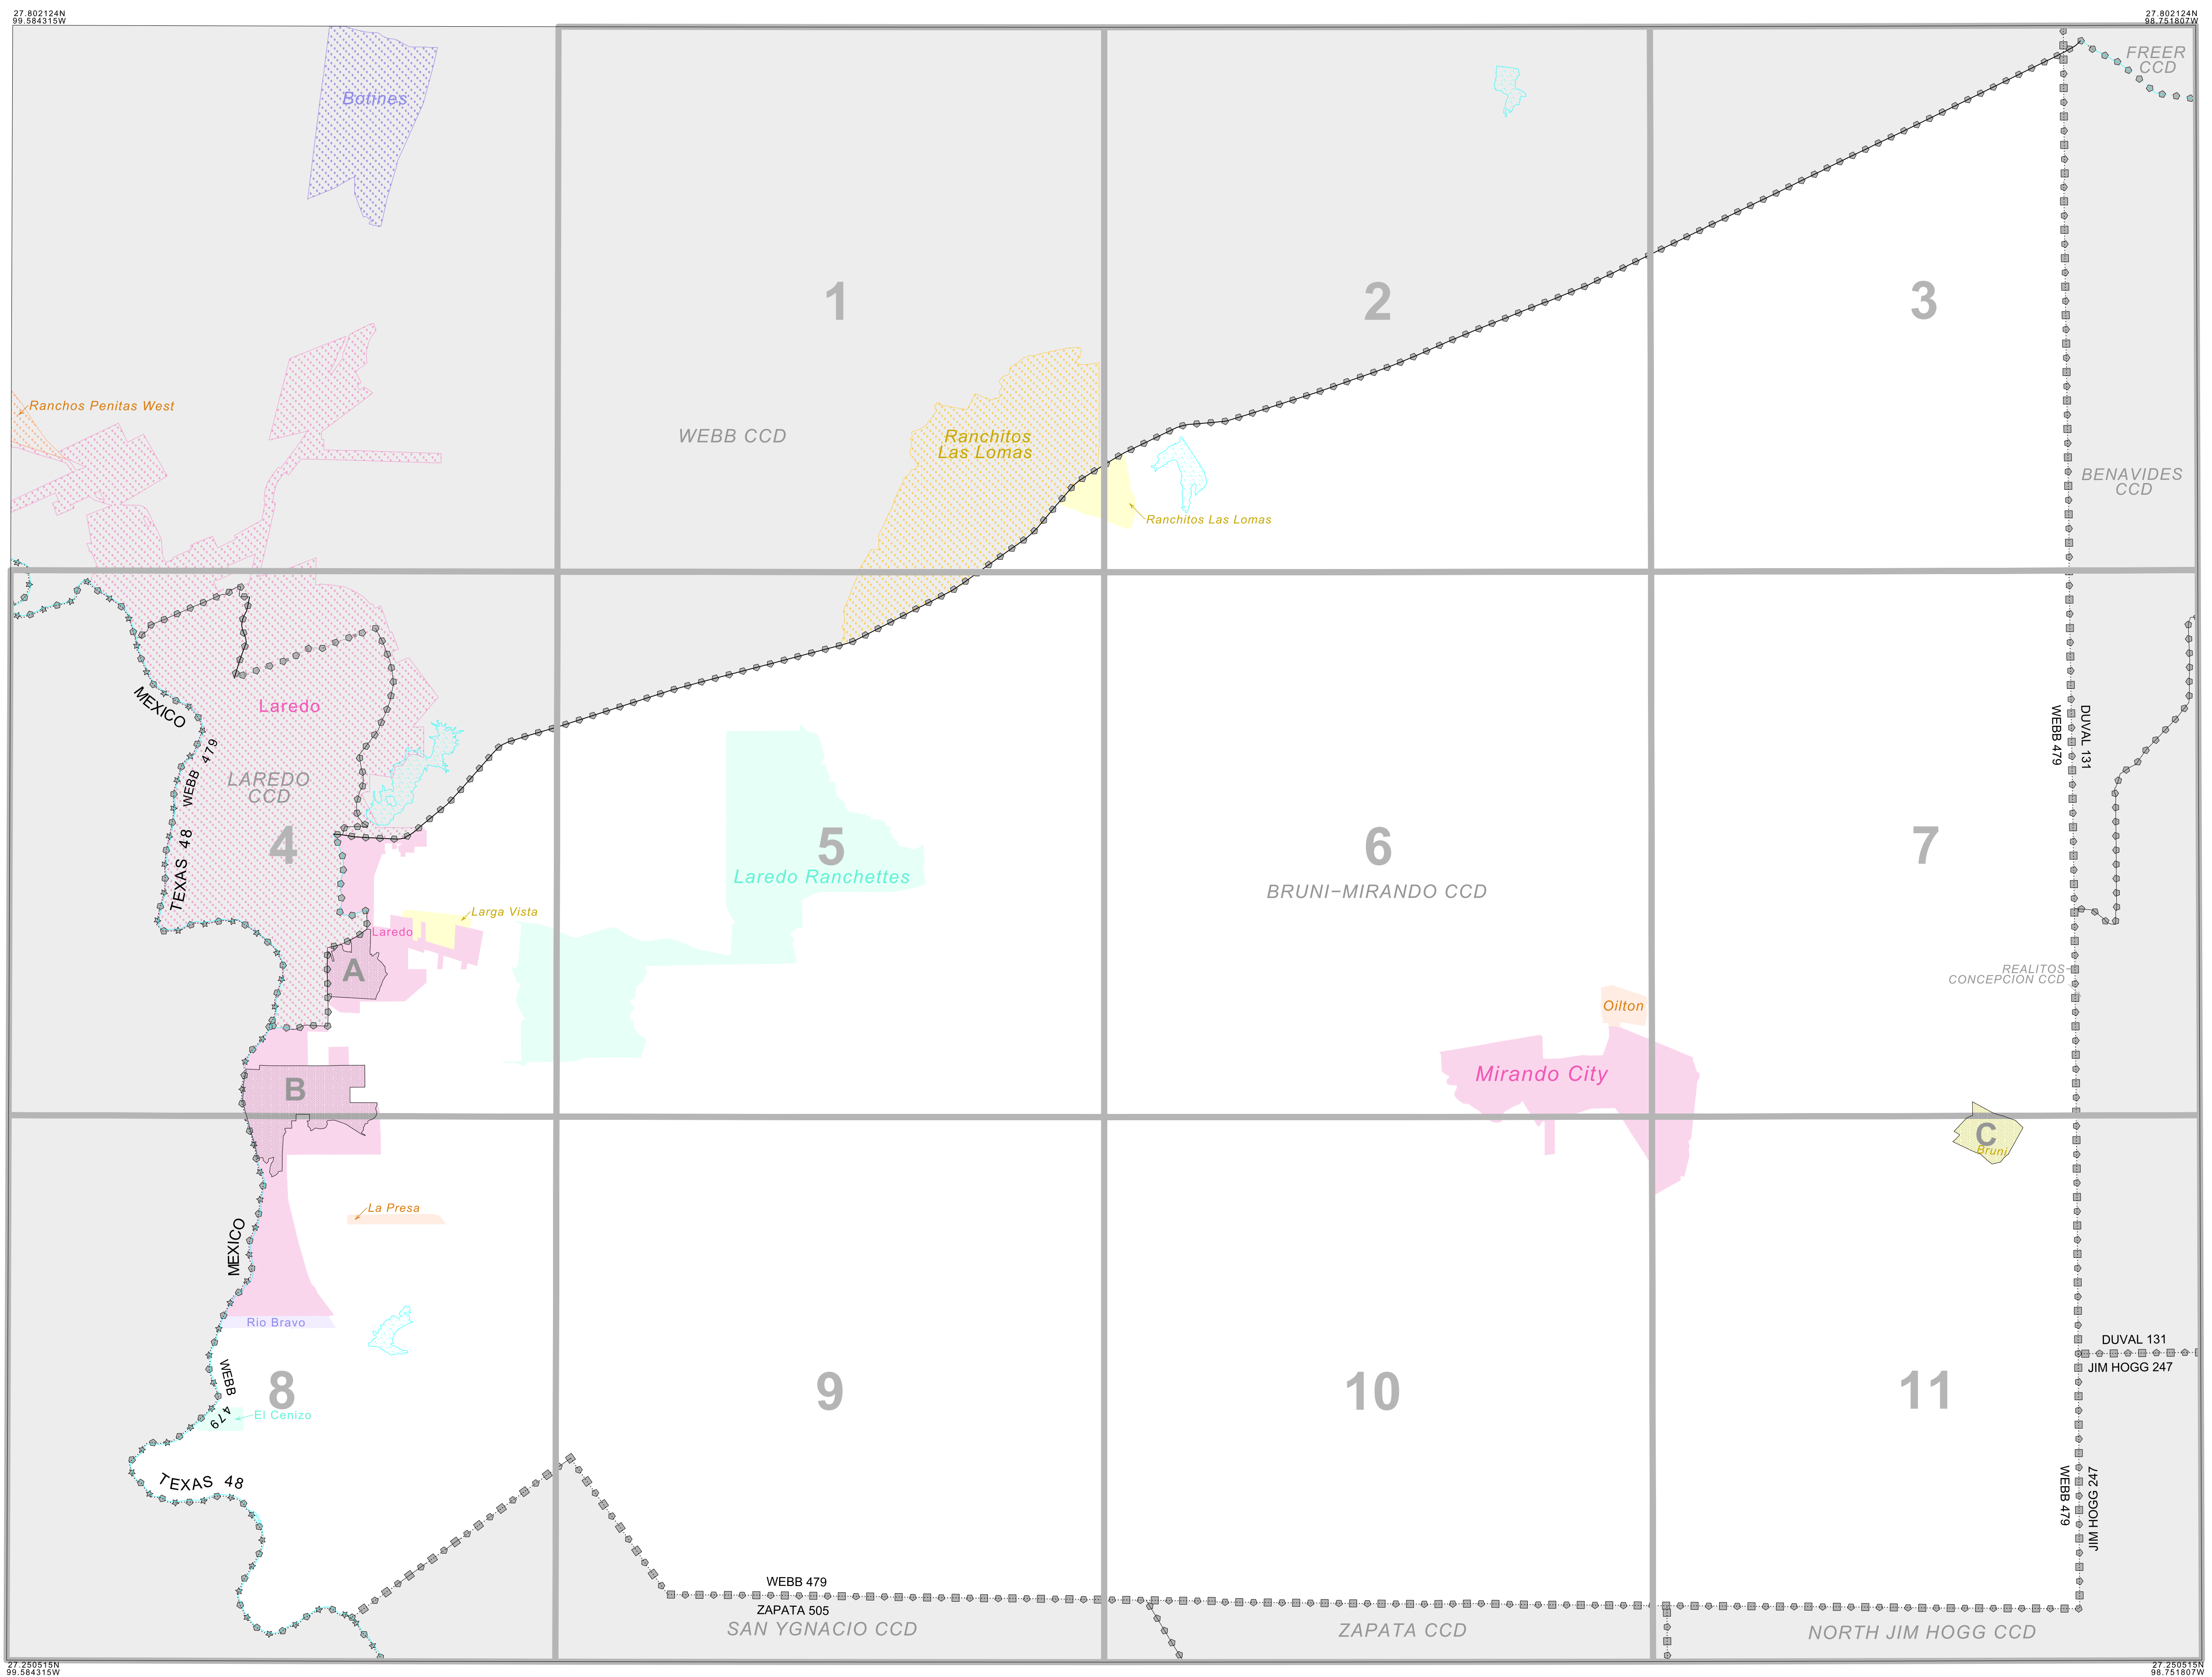 27.802124N
99.584315W
27.802124N
98.751807W
FREER
CCD
Botines
1
2
3
Ranchos Penitas West
WEBB CCD
Ranchitos
Las Lomas
BENAVIDES
CCD
Ranchitos Las Lomas
MEXICO
Laredo
WEBB 479
DUVAL 131
WEBB 479
LAREDO
CCD
TEXAS 48
4
5
6
7
Laredo Ranchettes
BRUNI-MIRANDO CCD
Larga Vista
Laredo
A
REALITOS-
CONCEPCION CCD
Oilton
Mirando City
B
C
Bruni
La Presa
MEXICO
Rio Bravo
DUVAL 131
JIM HOGG 247
WEBB
479
8
9
10
11
El Cenizo
TEXAS 48
WEBB 479
JIM HOGG 247
WEBB 479
ZAPATA 505
SAN YGNACIO CCD
ZAPATA CCD
NORTH JIM HOGG CCD
27.250515N
99.584315W
27.250515N
98.751807W